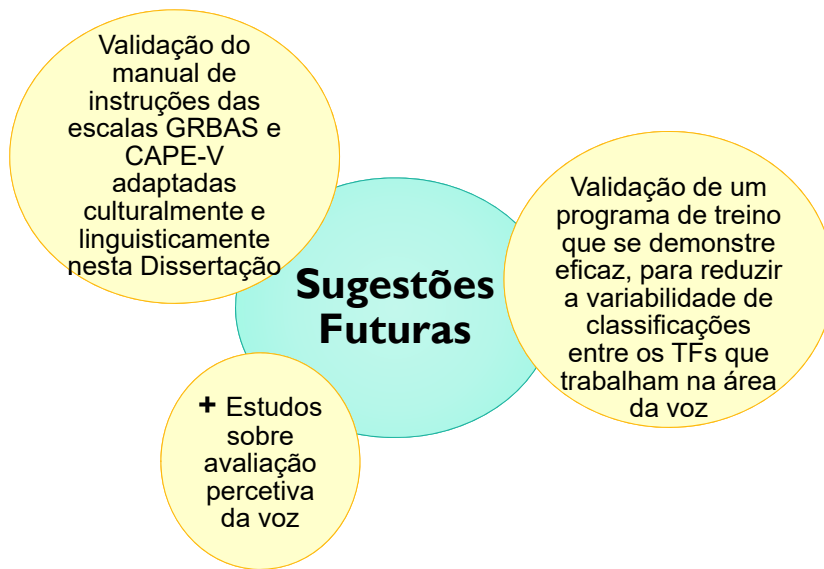 Validação do
manual de
instruções das
escalas GRBAS e
CAPE-V
adaptadas
culturalmente e
linguisticamente
nesta Dissertação
Sugestões
Futuras
Validação de um
programa de treino
que se demonstre
eficaz, para reduzir
a variabilidade de
classificações
entre os TFs que
trabalham na área
da voz
+ Estudos
sobre
avaliação
percetiva
da voz